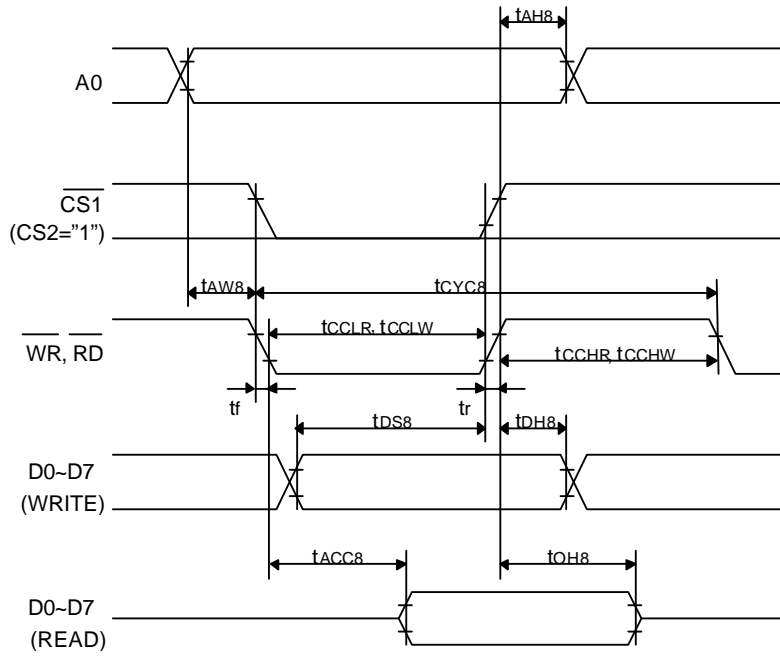 tAH8
A0
CS1
(CS2="1")
tAW8
tCYC8
tCCLR, tCCLW
WR, RD
tCCHR, tCCHW
tf
tr
tDS8
tDH8
D0~D7
(WRITE)
tACC8
tOH8
D0~D7
(READ)